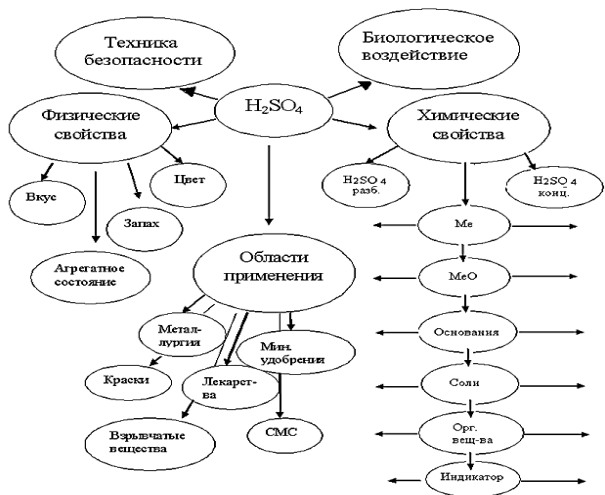 Техника
безопасности
Биологическое
воздействие
H₂SO₄
Физические
свойства
Химические
свойства
Вкус
Запах
Цвет
Агрегатное
состояние
H2SO 4
разб.
H2SO 4
конц.
Области
применения
Метал-
лургия
Мин.
удобрения
Краски
Лекарст-
ва
Взрывчатые
вещества
СМС
Ме
МеО
Основания
Соли
Орг.
вещ-ва
Индикатор